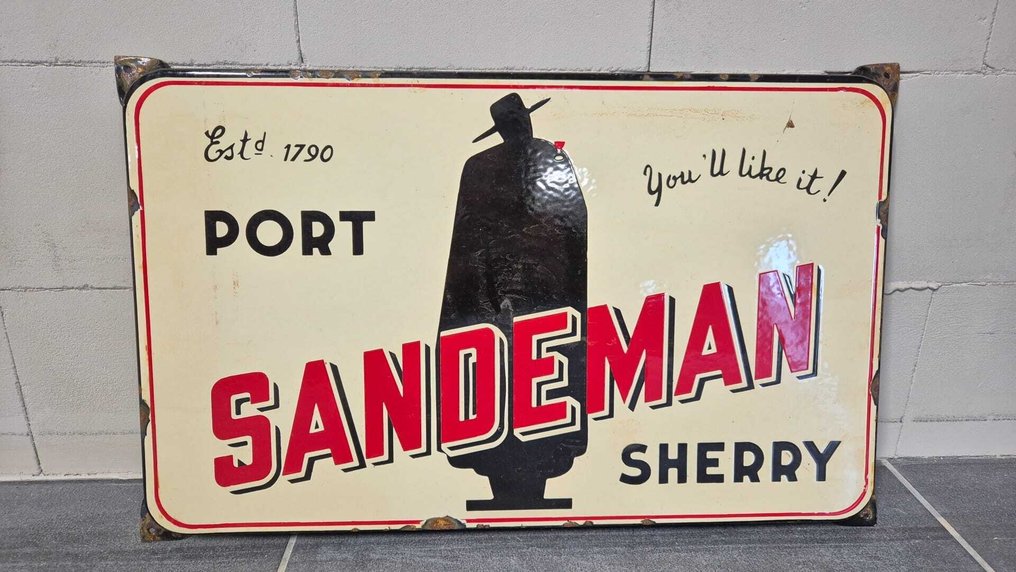 Estd. 1790
You'll like it!
PORT
SANDEMAN
SHERRY